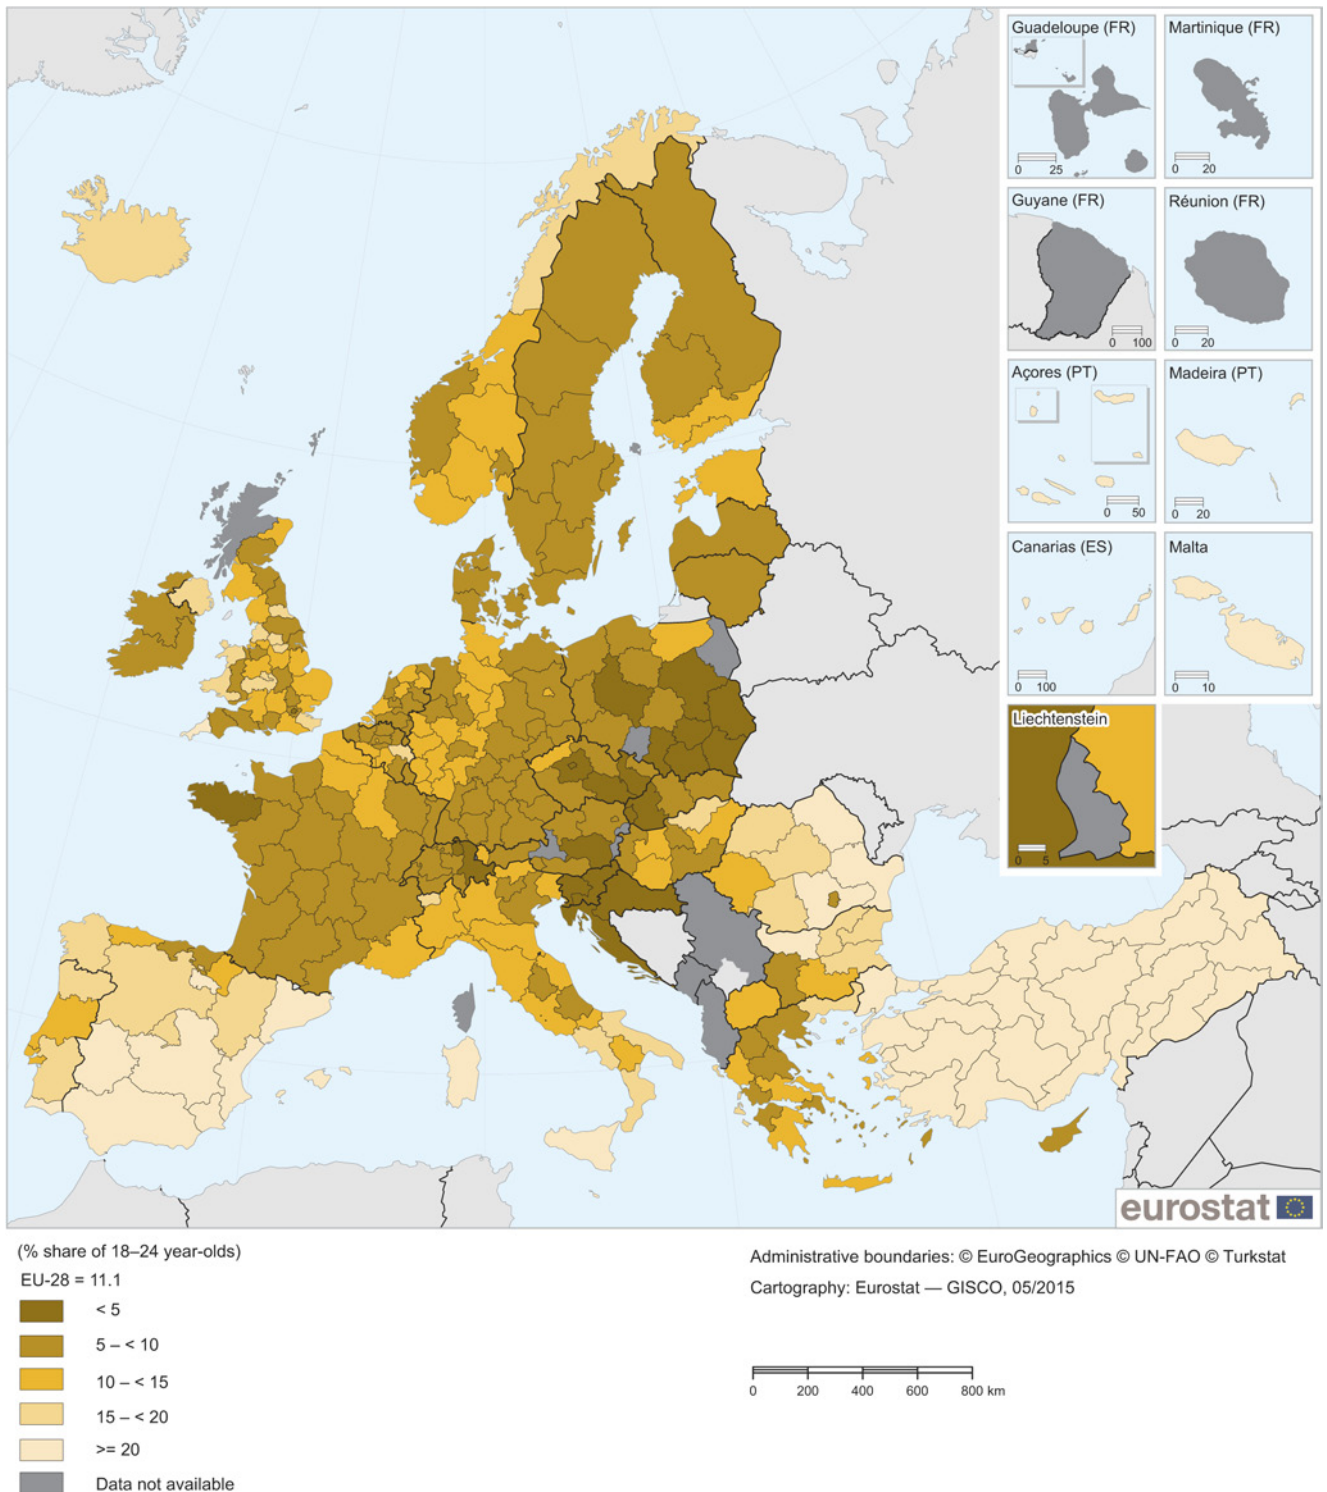 Guadeloupe (FR)
0 25
Martinique (FR)
0 20
Guyane (FR)
0 100
Réunion (FR)
0 20
Açores (PT)
0 50
Madeira (PT)
0 20
Canarias (ES)
0 100
Malta
0 10
Liechtenstein
0 5
eurostat
(% share of 18–24 year-olds)
EU-28 = 11.1
< 5
5 – < 10
10 – < 15
15 – < 20
>= 20
Data not available
Administrative boundaries: © EuroGeographics © UN-FAO © Turkstat
Cartography: Eurostat — GISCO, 05/2015
0 200 400 600 800 km